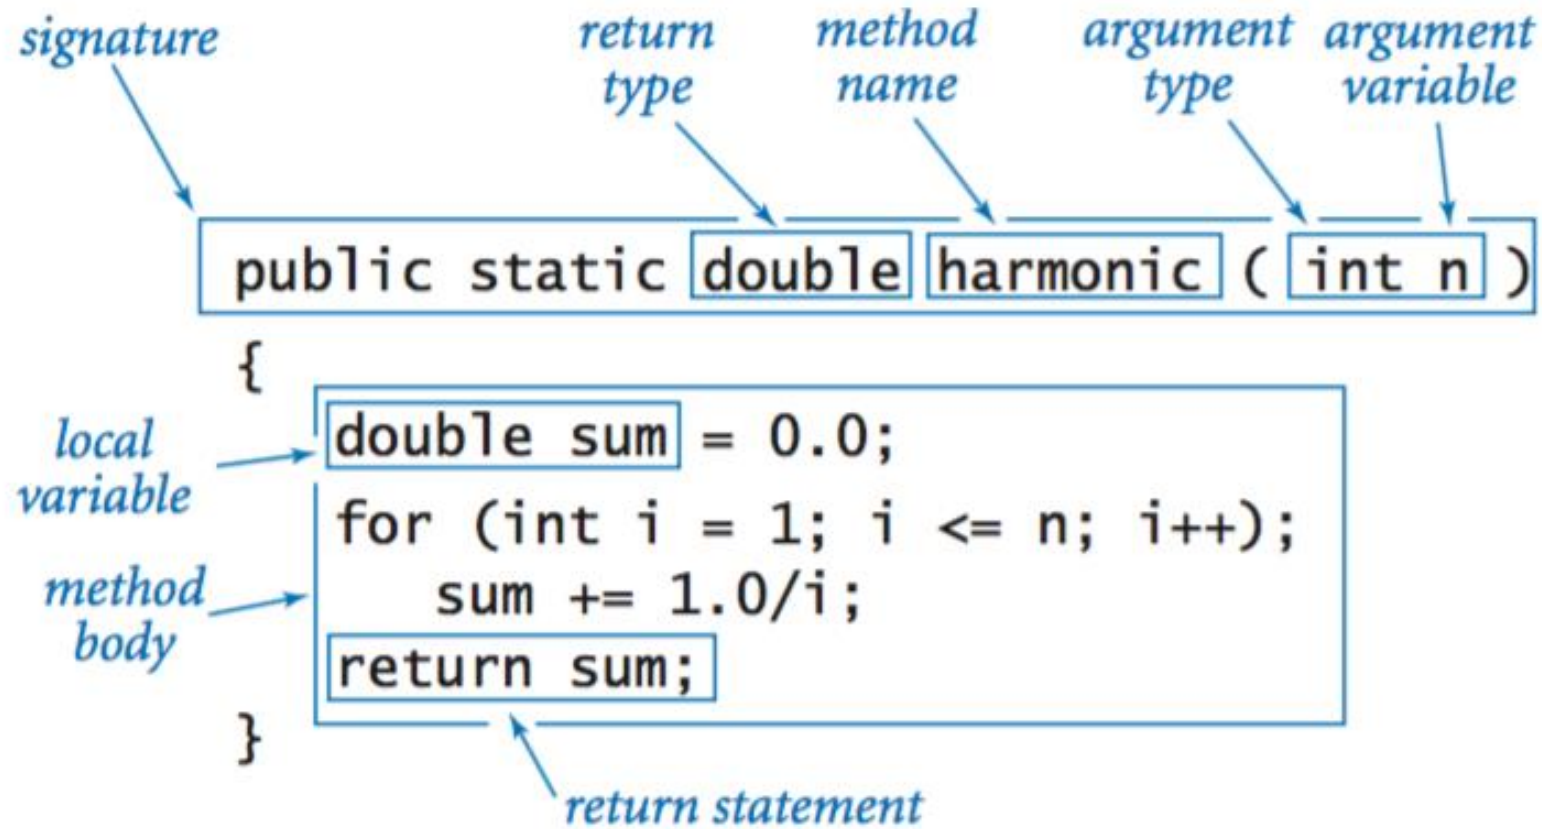 signature
return type
method name
argument type
argument variable
public static double harmonic ( int n )
{
local variable
double sum = 0.0;
for (int i = 1; i <= n; i++);
method body
sum += 1.0/i;
return sum;
}
return statement